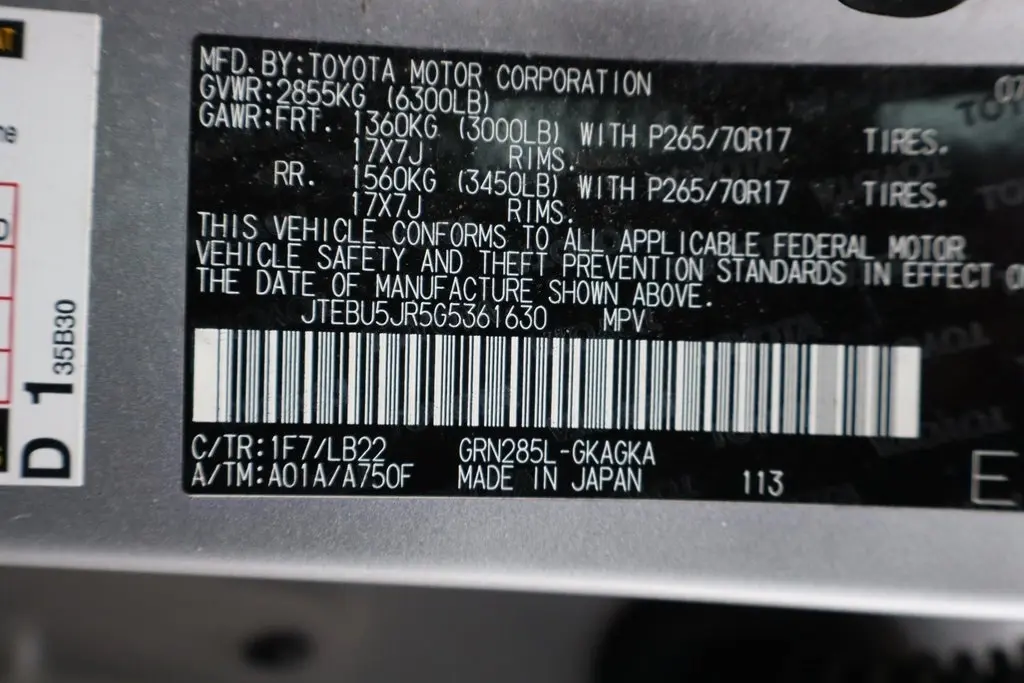 MFD. BY:TOYOTA MOTOR CORPORATION 07
GVWR:2855KG (6300LB)
GAWR:FRT. 1360KG (3000LB) WITH P265/70R17 TIRES.
17X7J RIMS.
RR. 1560KG (3450LB) WITH P265/70R17 TIRES.
17X7J RIMS.
THIS VEHICLE CONFORMS TO ALL APPLICABLE FEDERAL MOTOR
VEHICLE SAFETY AND THEFT PREVENTION STANDARDS IN EFFECT
THE DATE OF MANUFACTURE SHOWN ABOVE.
JTEBU5JR5G5361630 MPV
C/TR:1F7/LB22 GRN285L-GKAGKA
A/TM:A01A/A750F MADE IN JAPAN 113
E
D 1 35B30